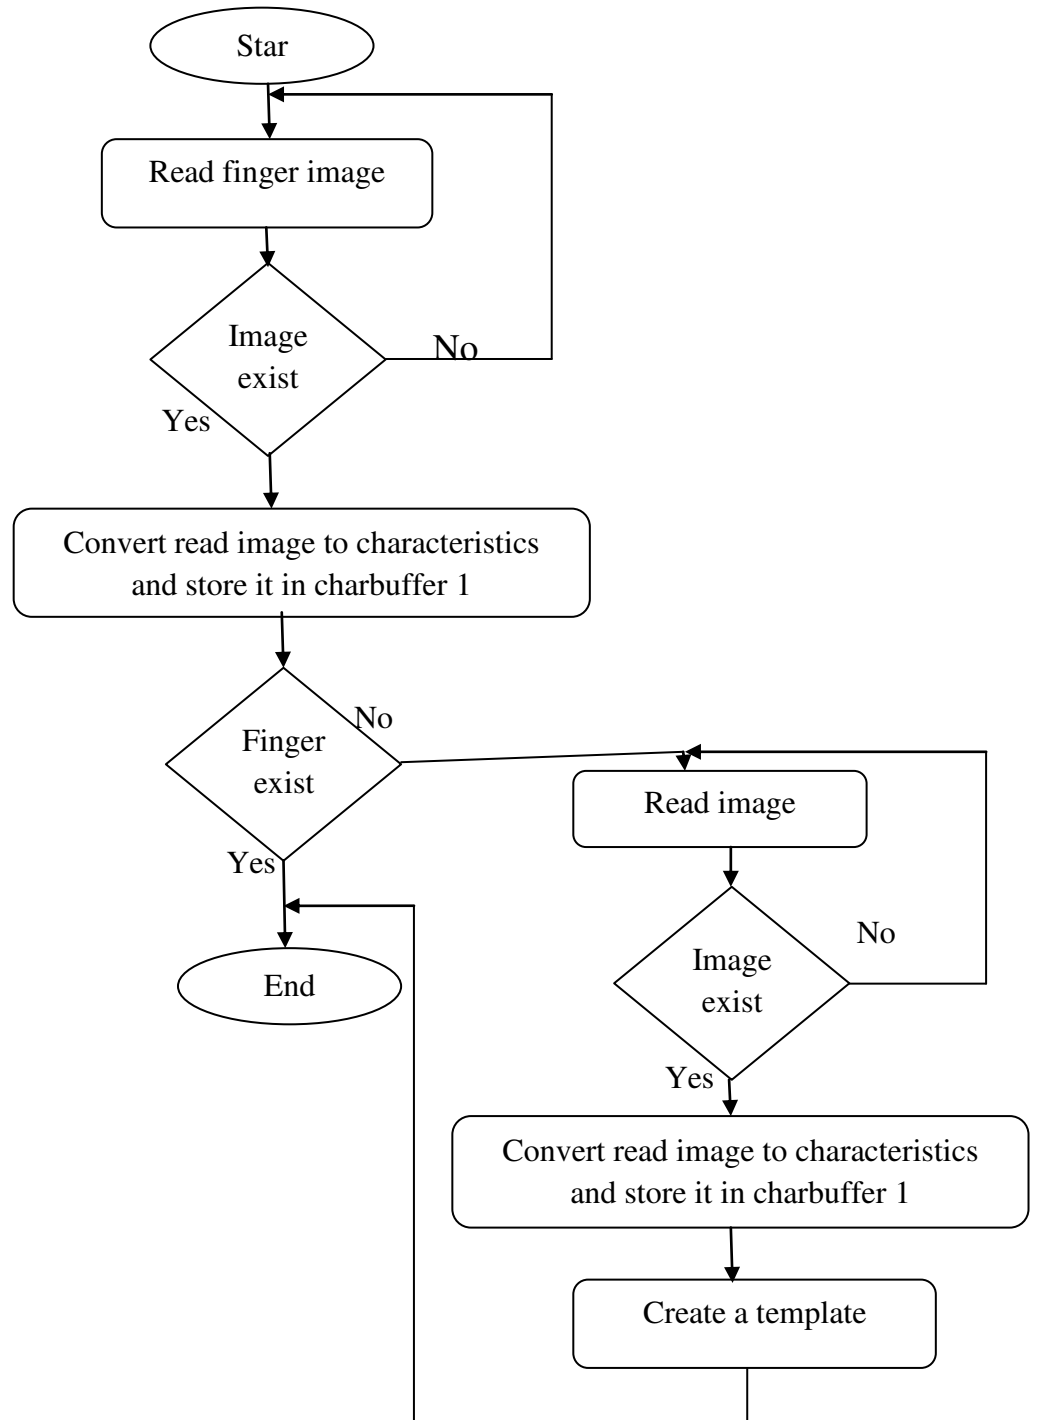 Star
Read finger image
Image
exist
No
Yes
Convert read image to characteristics
and store it in charbuffer 1
Finger
exist
No
Yes
End
Read image
Image
exist
No
Yes
Convert read image to characteristics
and store it in charbuffer 1
Create a template